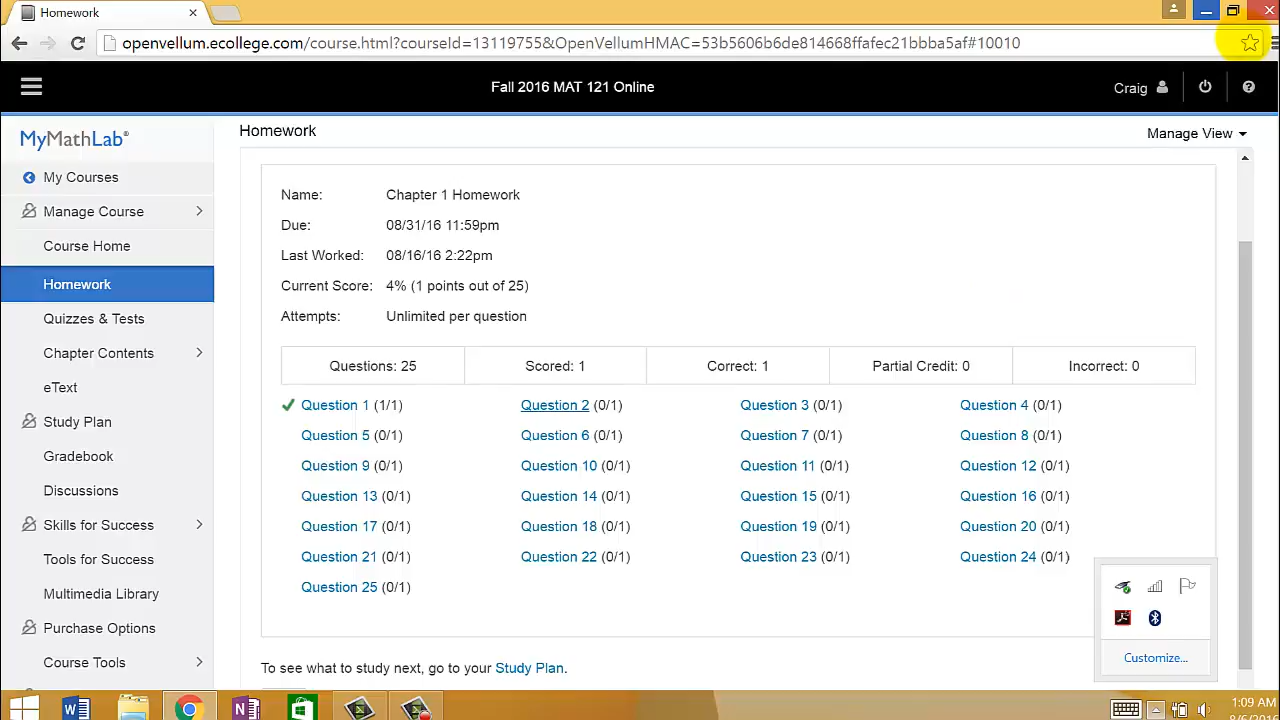 Homework
openvellum.ecollege.com/course.html?courseId=13119755&OpenVellumHMAC=53b5606b6de814668ffafec21bbba5af#10010
Fall 2016 MAT 121 Online
Craig
MyMathLab®
Homework
Manage View
My Courses
Manage Course
Course Home
Homework
Quizzes & Tests
Chapter Contents
eText
Study Plan
Gradebook
Discussions
Skills for Success
Tools for Success
Multimedia Library
Purchase Options
Course Tools
Name: Chapter 1 Homework
Due: 08/31/16 11:59pm
Last Worked: 08/16/16 2:22pm
Current Score: 4% (1 points out of 25)
Attempts: Unlimited per question
Questions: 25 Scored: 1 Correct: 1 Partial Credit: 0 Incorrect: 0
Question 1 (1/1) Question 2 (0/1) Question 3 (0/1) Question 4 (0/1)
Question 5 (0/1) Question 6 (0/1) Question 7 (0/1) Question 8 (0/1)
Question 9 (0/1) Question 10 (0/1) Question 11 (0/1) Question 12 (0/1)
Question 13 (0/1) Question 14 (0/1) Question 15 (0/1) Question 16 (0/1)
Question 17 (0/1) Question 18 (0/1) Question 19 (0/1) Question 20 (0/1)
Question 21 (0/1) Question 22 (0/1) Question 23 (0/1) Question 24 (0/1)
Question 25 (0/1)
To see what to study next, go to your Study Plan.
Customize...
1:09 AM